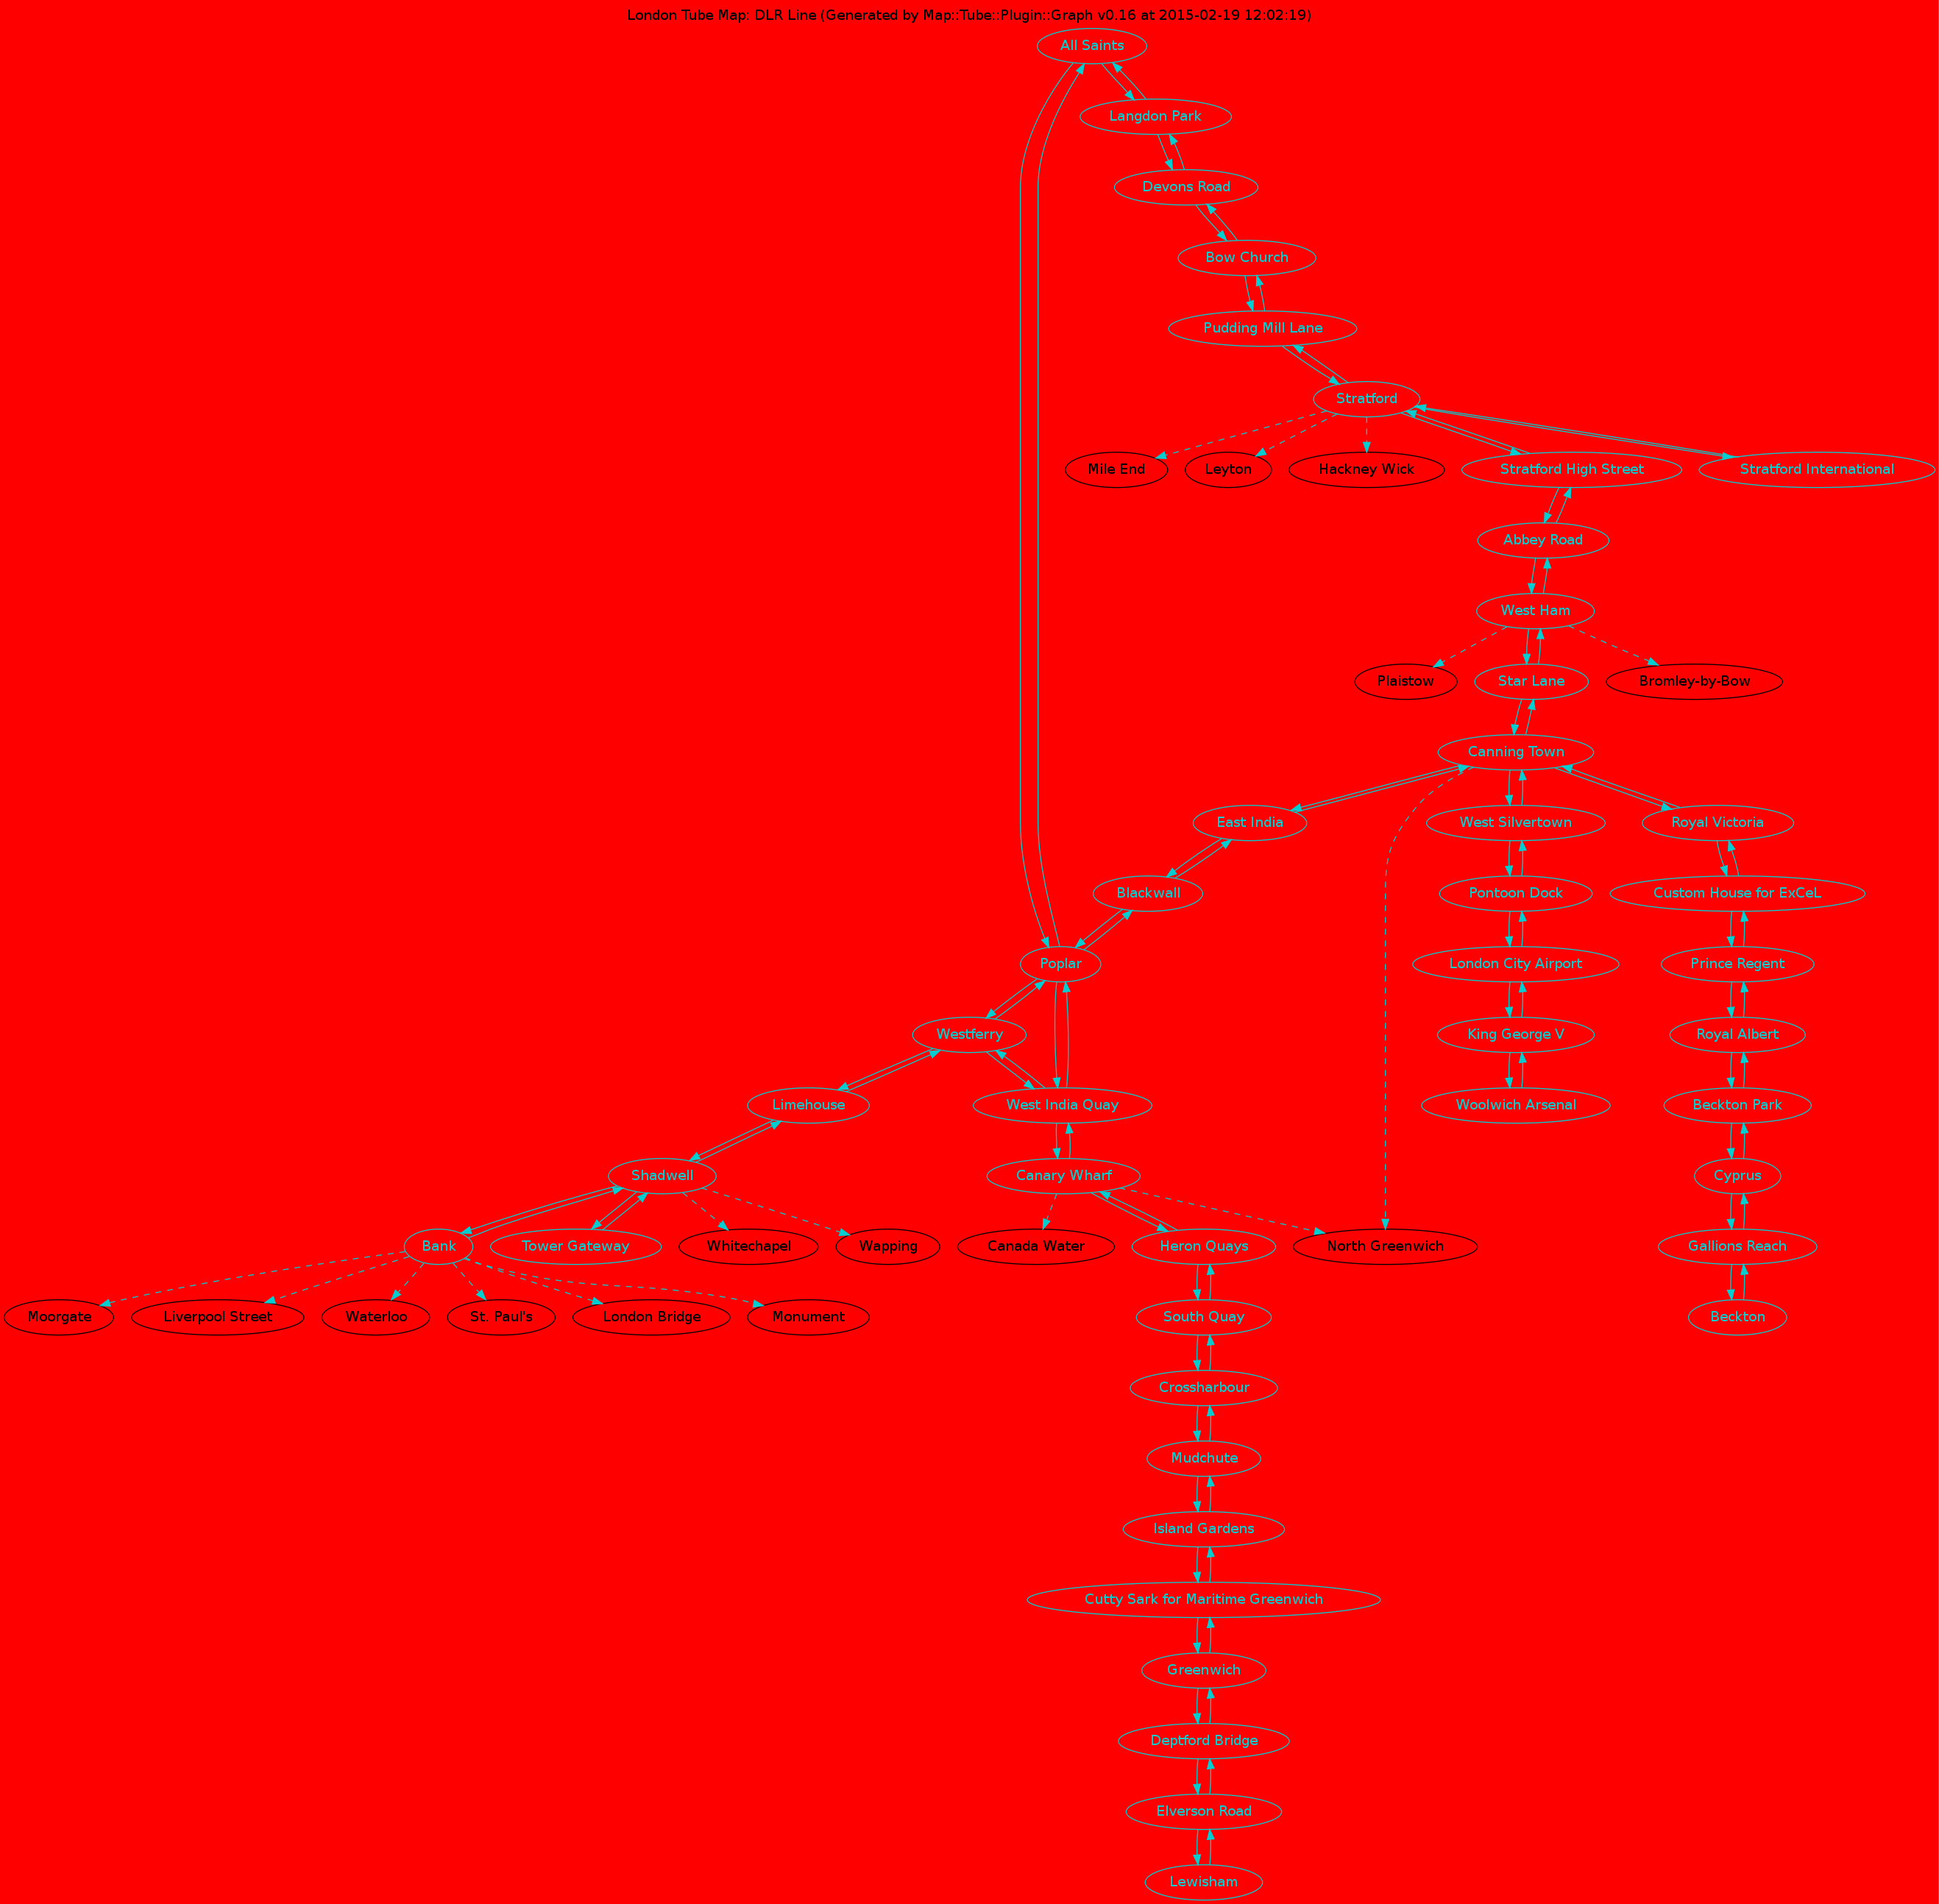 London Tube Map: DLR Line (Generated by Map::Tube::Plugin::Graph v0.16 at 2015-02-19 12:02:19)
All Saints
Langdon Park
Devons Road
Bow Church
Pudding Mill Lane
Stratford
Mile End
Leyton
Hackney Wick
Stratford High Street
Stratford International
Abbey Road
West Ham
Plaistow
Star Lane
Bromley-by-Bow
Canning Town
East India
West Silvertown
Royal Victoria
Blackwall
Pontoon Dock
Custom House for ExCeL
Poplar
London City Airport
Prince Regent
Westferry
King George V
Royal Albert
Limehouse
West India Quay
Woolwich Arsenal
Beckton Park
Shadwell
Canary Wharf
Cyprus
Bank
Tower Gateway
Whitechapel
Wapping
Canada Water
Heron Quays
North Greenwich
Gallions Reach
Moorgate
Liverpool Street
Waterloo
St. Paul's
London Bridge
Monument
South Quay
Beckton
Crossharbour
Mudchute
Island Gardens
Cutty Sark for Maritime Greenwich
Greenwich
Deptford Bridge
Elverson Road
Lewisham